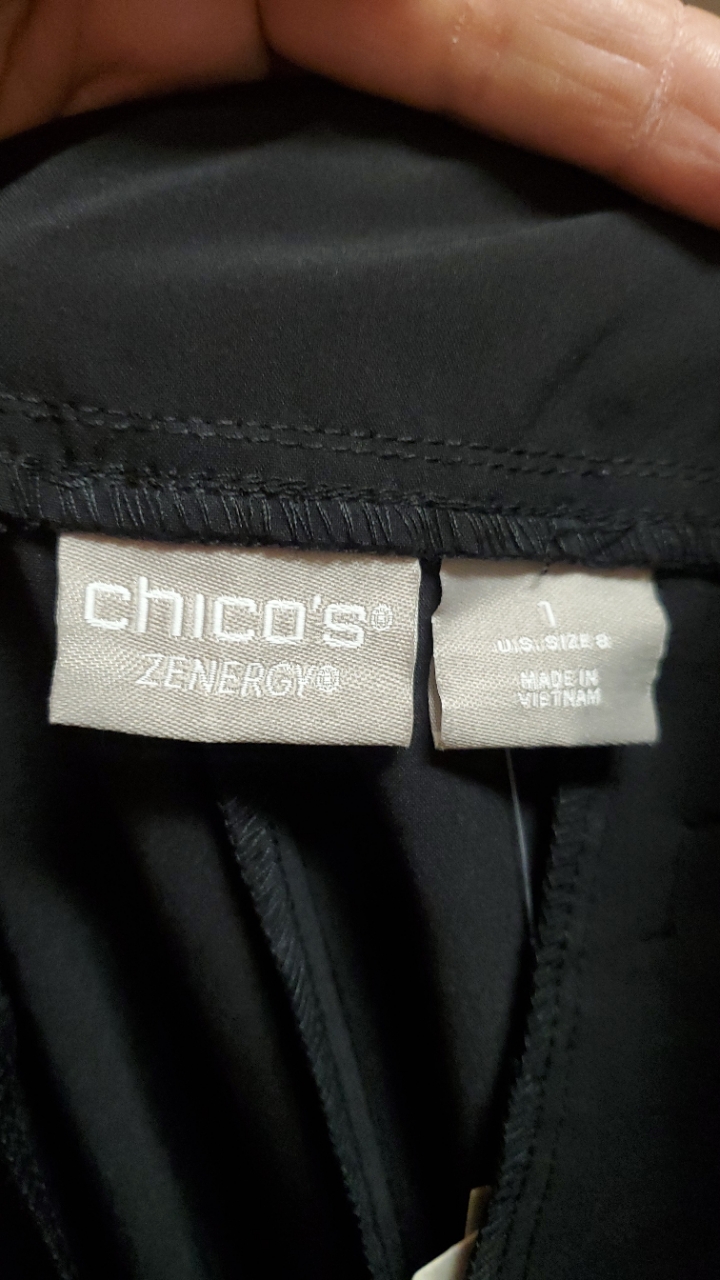 chico's®
ZENERGY®
1
U.S. SIZE 8
MADE IN
VIETNAM